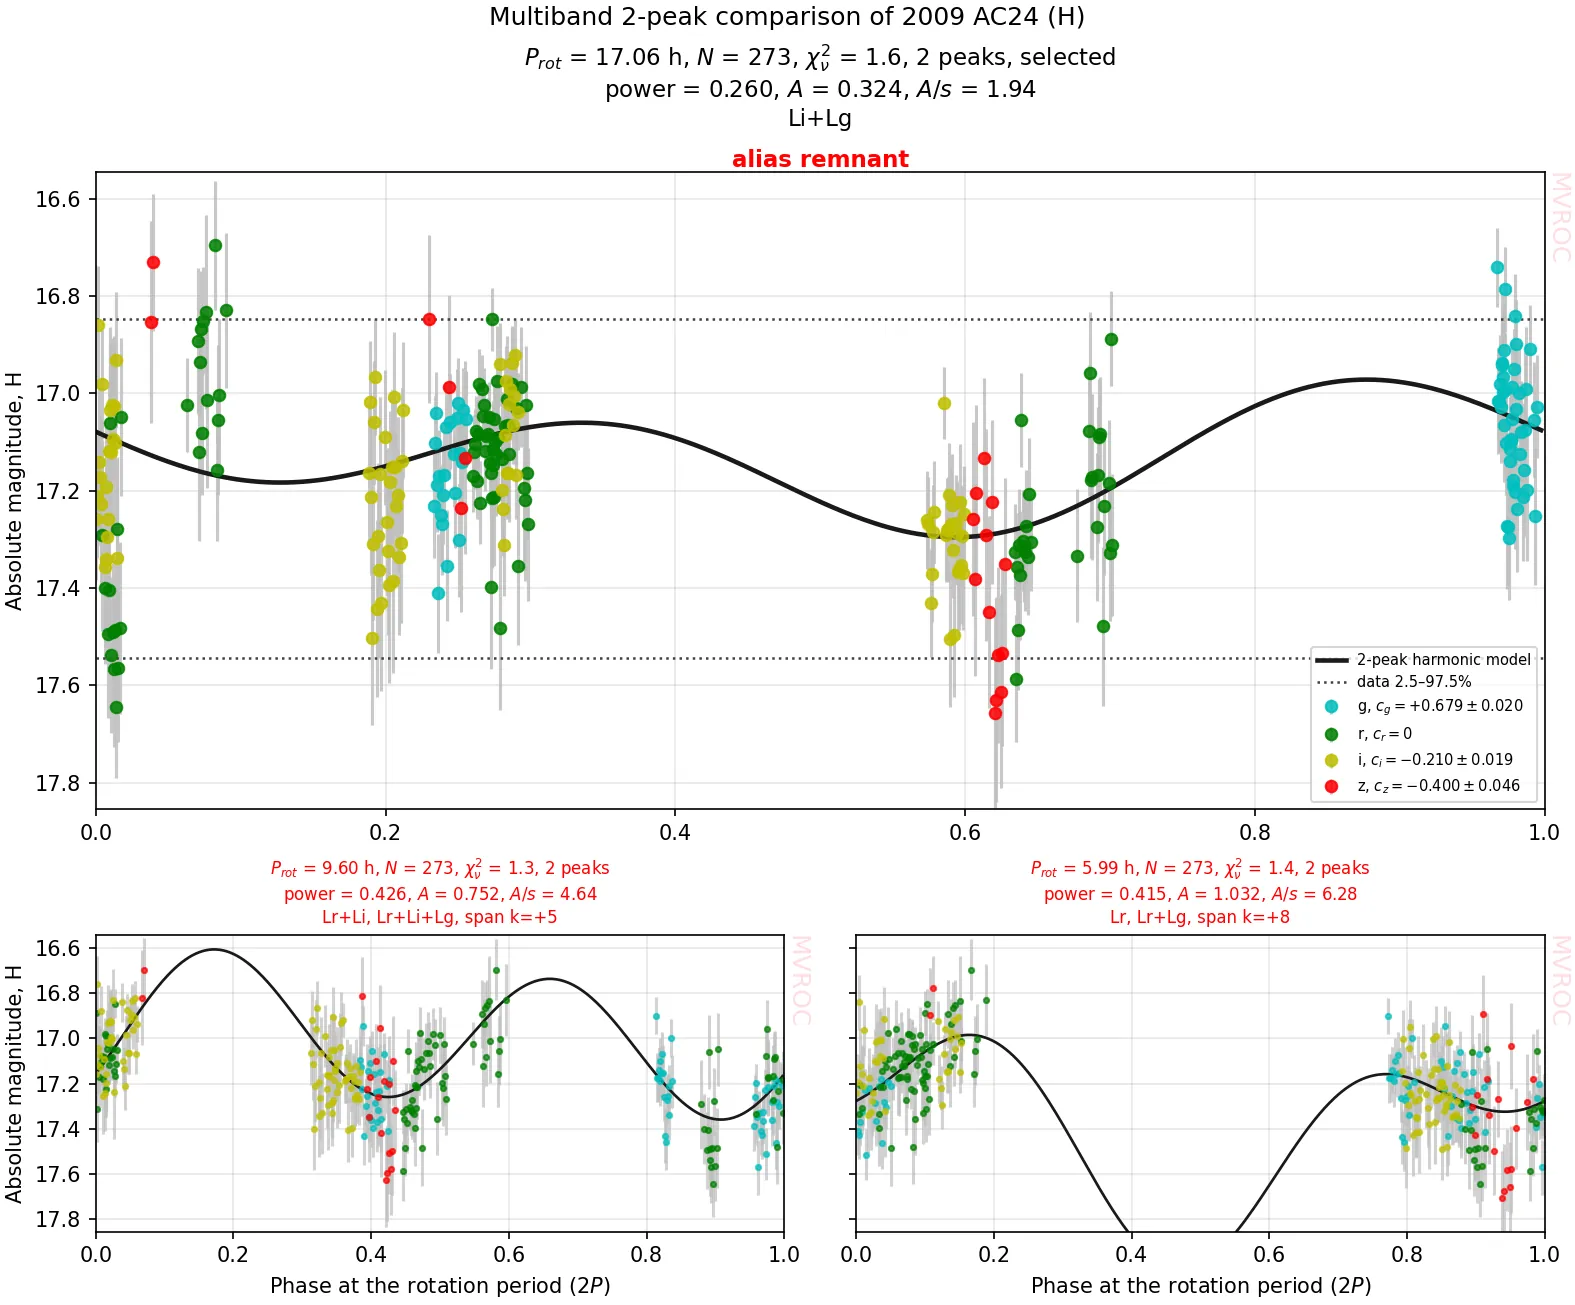 Multiband 2-peak comparison of 2009 AC24 (H)
P_rot = 17.06 h, N = 273, χ²_ν = 1.6, 2 peaks, selected
power = 0.260, A = 0.324, A/s = 1.94
Li+Lg
alias remnant
MVROC
Absolute magnitude, H
16.6
16.8
17.0
17.2
17.4
17.6
17.8
2-peak harmonic model
data 2.5–97.5%
g, c_g = +0.679 ± 0.020
r, c_r = 0
i, c_i = −0.210 ± 0.019
z, c_z = −0.400 ± 0.046
0.0 0.2 0.4 0.6 0.8 1.0
P_rot = 9.60 h, N = 273, χ²_ν = 1.3, 2 peaks
power = 0.426, A = 0.752, A/s = 4.64
Lr+Li, Lr+Li+Lg, span k=+5
MVROC
Absolute magnitude, H
16.6
16.8
17.0
17.2
17.4
17.6
17.8
0.0 0.2 0.4 0.6 0.8 1.0
Phase at the rotation period (2P)
P_rot = 5.99 h, N = 273, χ²_ν = 1.4, 2 peaks
power = 0.415, A = 1.032, A/s = 6.28
Lr, Lr+Lg, span k=+8
MVROC
0.0 0.2 0.4 0.6 0.8 1.0
Phase at the rotation period (2P)